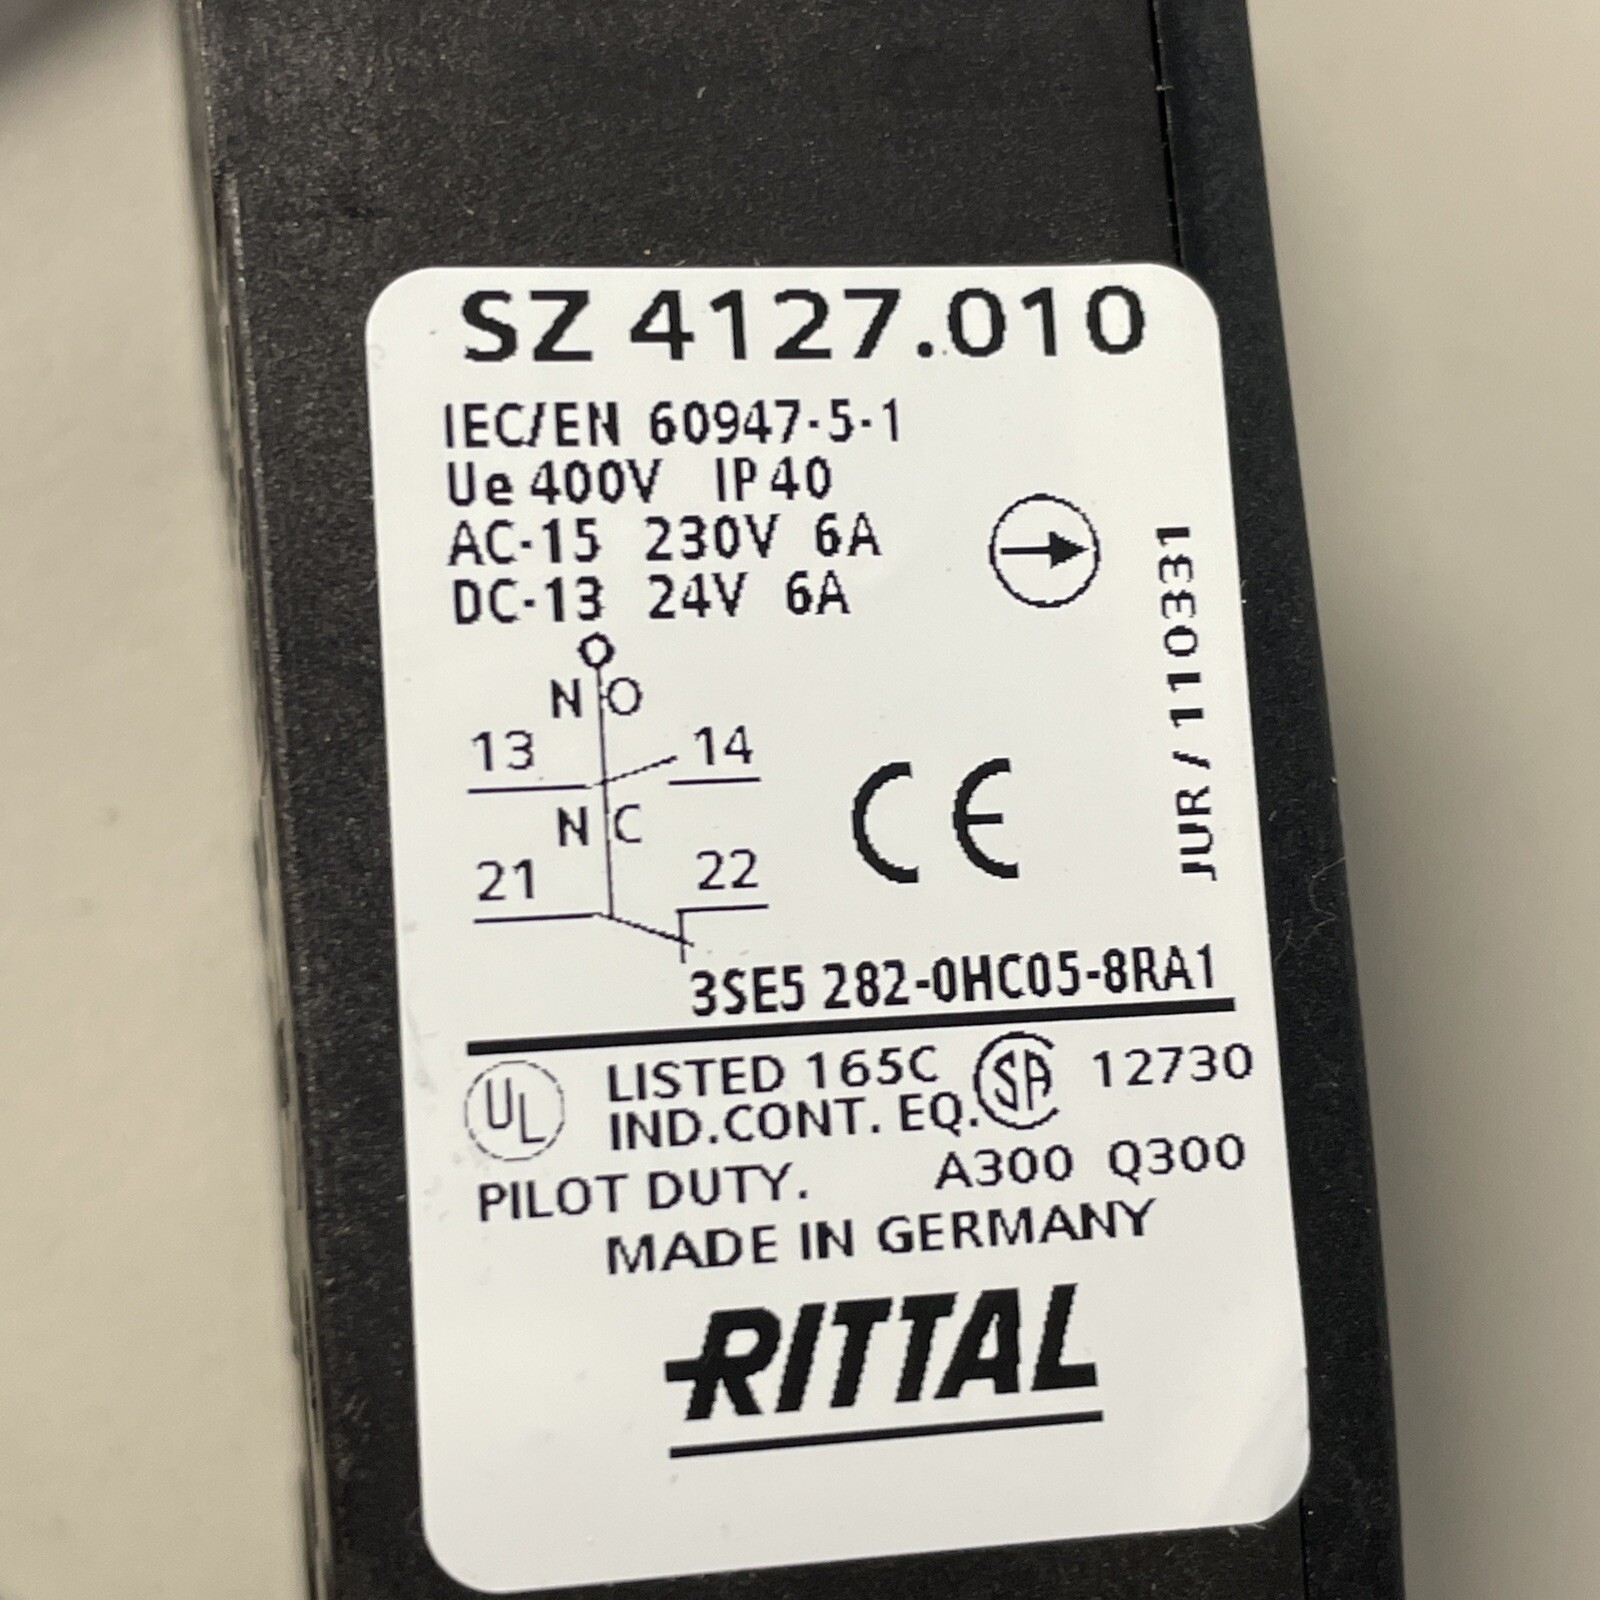 SZ 4127.010
IEC/EN 60947-5-1
Ue 400V IP40
AC-15 230V 6A
DC-13 24V 6A
NO
13 14
NC
21 22
CE
JUR / 110331
3SE5 282-0HC05-8RA1
UL LISTED 165C SA 12730
IND.CONT. EQ.
PILOT DUTY. A300 Q300
MADE IN GERMANY
RITTAL